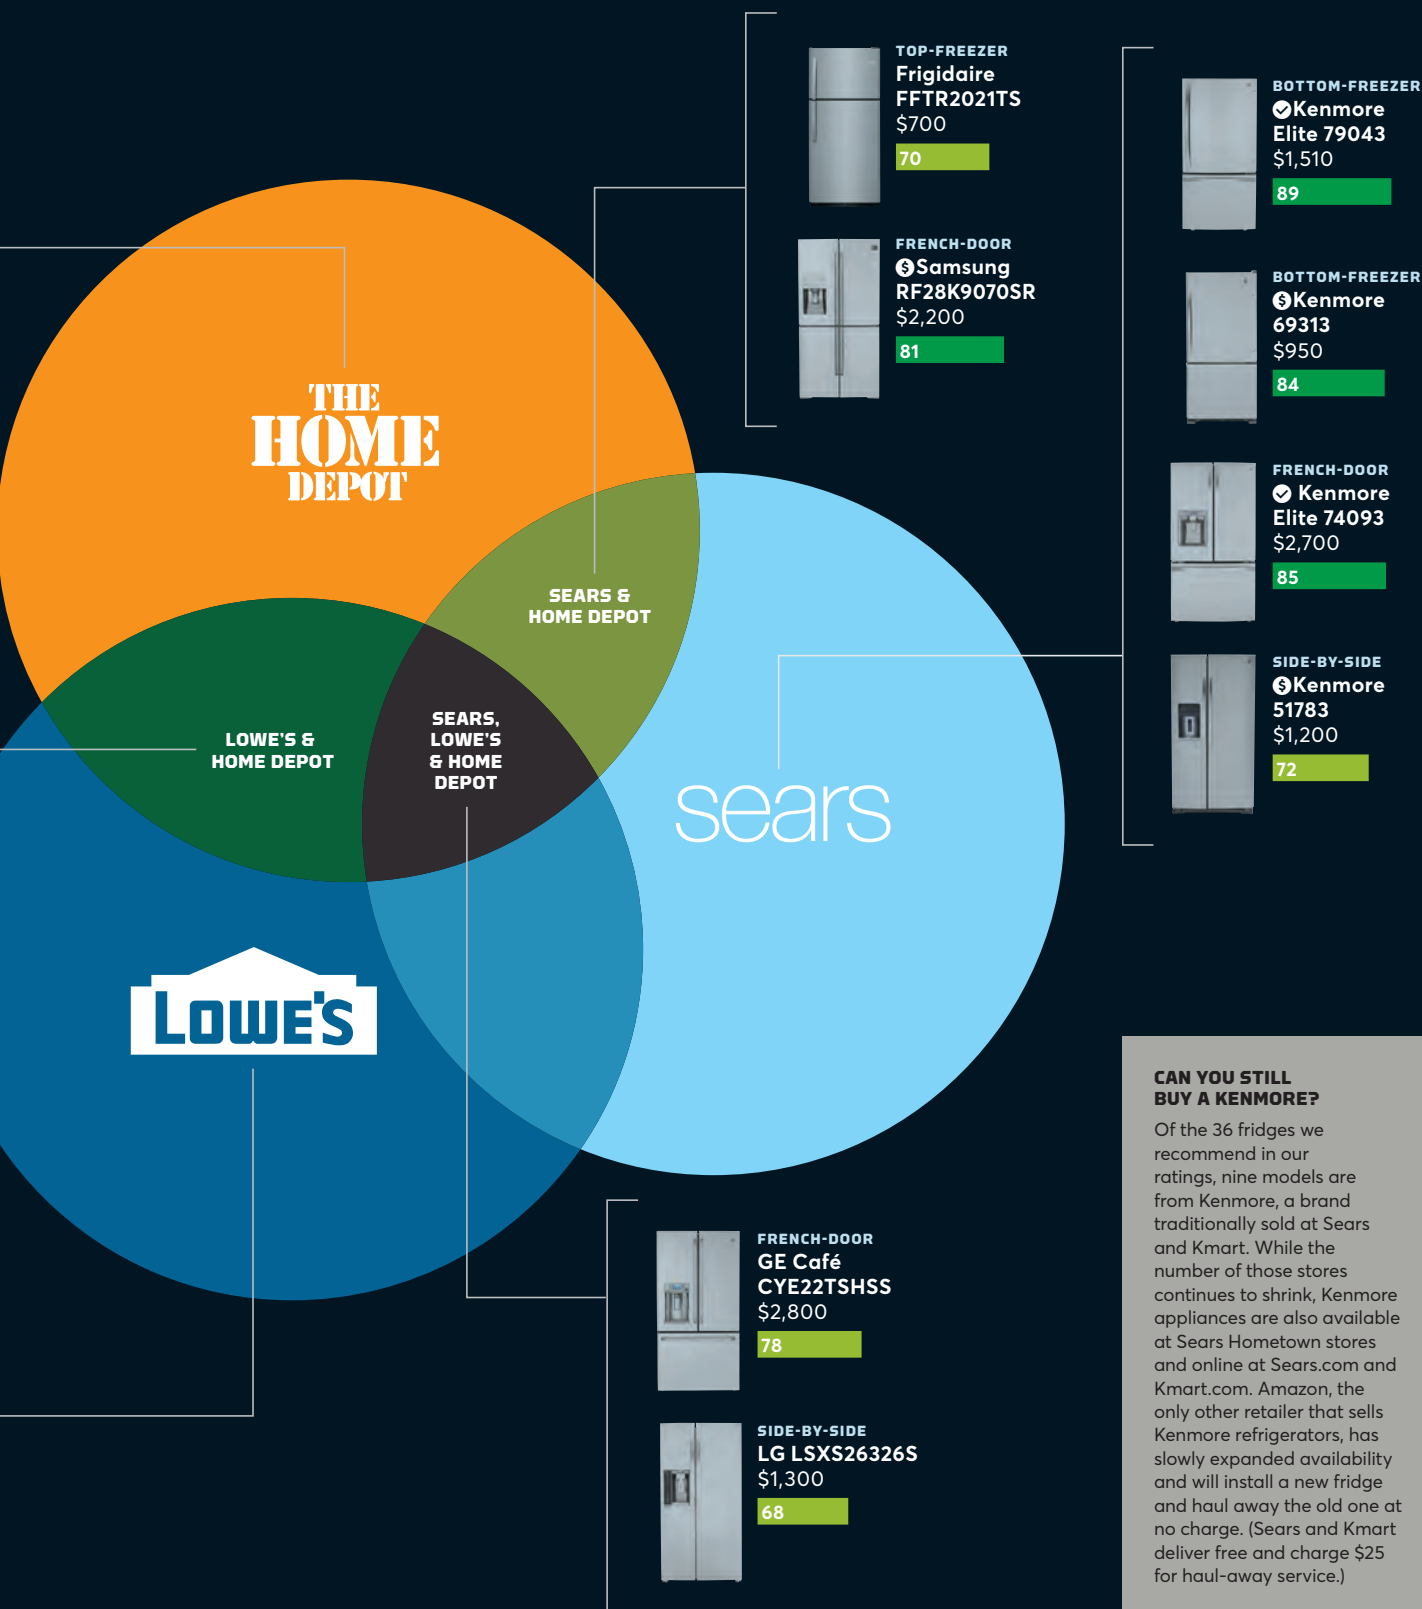 TOP-FREEZER
Frigidaire
FFTR2021TS
$700
70
FRENCH-DOOR
Samsung
RF28K9070SR
$2,200
81
BOTTOM-FREEZER
Kenmore
Elite 79043
$1,510
89
BOTTOM-FREEZER
Kenmore
69313
$950
84
FRENCH-DOOR
Kenmore
Elite 74093
$2,700
85
SIDE-BY-SIDE
Kenmore
51783
$1,200
72
THE
HOME
DEPOT
SEARS &
HOME DEPOT
LOWE'S &
HOME DEPOT
SEARS,
LOWE'S
& HOME
DEPOT
sears
LOWE'S
FRENCH-DOOR
GE Café
CYE22TSHSS
$2,800
78
SIDE-BY-SIDE
LG LSXS26326S
$1,300
68
CAN YOU STILL
BUY A KENMORE?
Of the 36 fridges we
recommend in our
ratings, nine models are
from Kenmore, a brand
traditionally sold at Sears
and Kmart. While the
number of those stores
continues to shrink, Kenmore
appliances are also available
at Sears Hometown stores
and online at Sears.com and
Kmart.com. Amazon, the
only other retailer that sells
Kenmore refrigerators, has
slowly expanded availability
and will install a new fridge
and haul away the old one at
no charge. (Sears and Kmart
deliver free and charge $25
for haul-away service.)